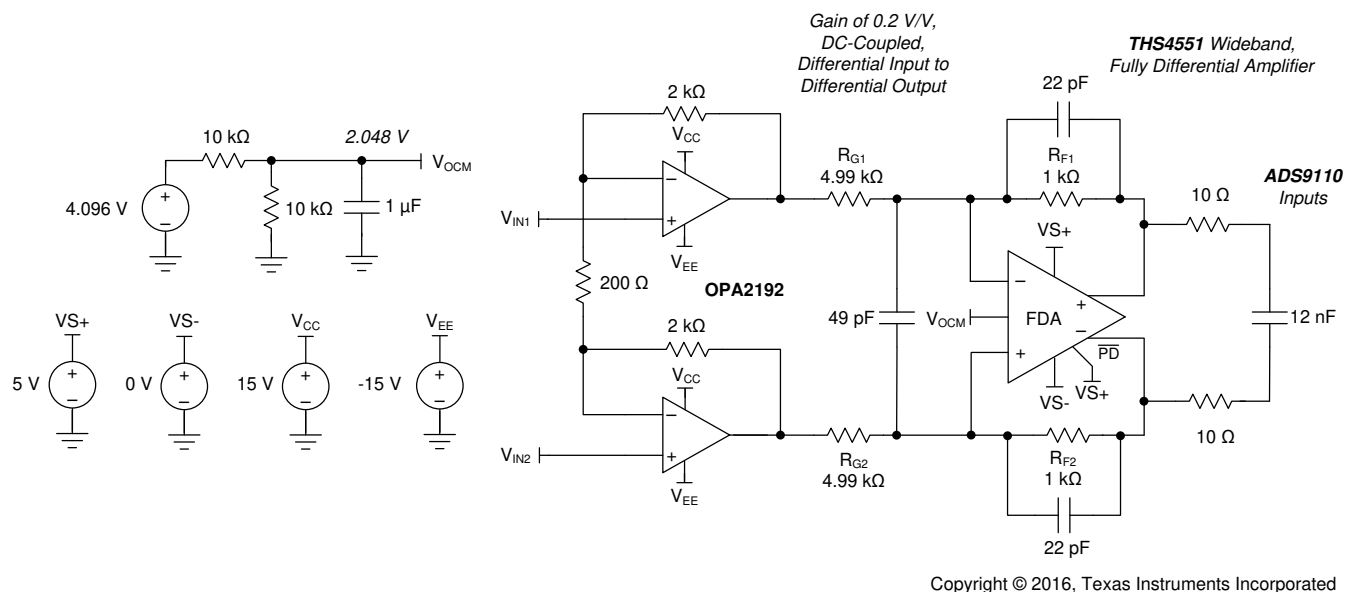 Gain of 0.2 V/V,
DC-Coupled,
Differential Input to
Differential Output
THS4551 Wideband,
Fully Differential Amplifier
22 pF
2 kΩ
VCC
10 kΩ
2.048 V
VOCM
4.096 V
+
−
10 kΩ
1 µF
RG1
4.99 kΩ
RF1
1 kΩ
10 Ω
ADS9110
Inputs
VIN1
−
+
VEE
200 Ω
OPA2192
VS+
−
+
FDA
VOCM
+
−
PD
VS-
VS+
49 pF
12 nF
VS+
5 V
+
−
VS-
0 V
+
−
VCC
15 V
+
−
VEE
-15 V
+
−
2 kΩ
VCC
−
+
VIN2
VEE
RG2
4.99 kΩ
RF2
1 kΩ
10 Ω
22 pF
Copyright © 2016, Texas Instruments Incorporated